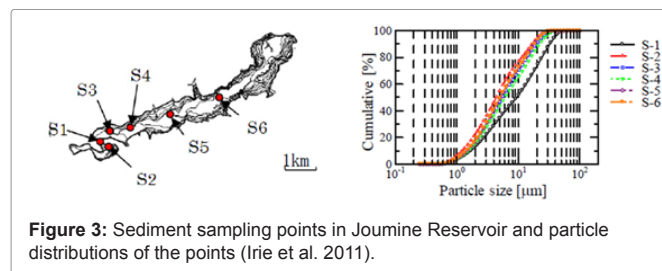 S3
S4
S1
S2
S5
S6
1km
Cumulative [%]
100
80
60
40
20
0
10-1
10⁰
10¹
10²
Particle size [μm]
S-1
S-2
S-3
S-4
S-5
S-6
Figure 3: Sediment sampling points in Joumine Reservoir and particle
distributions of the points (Irie et al. 2011).